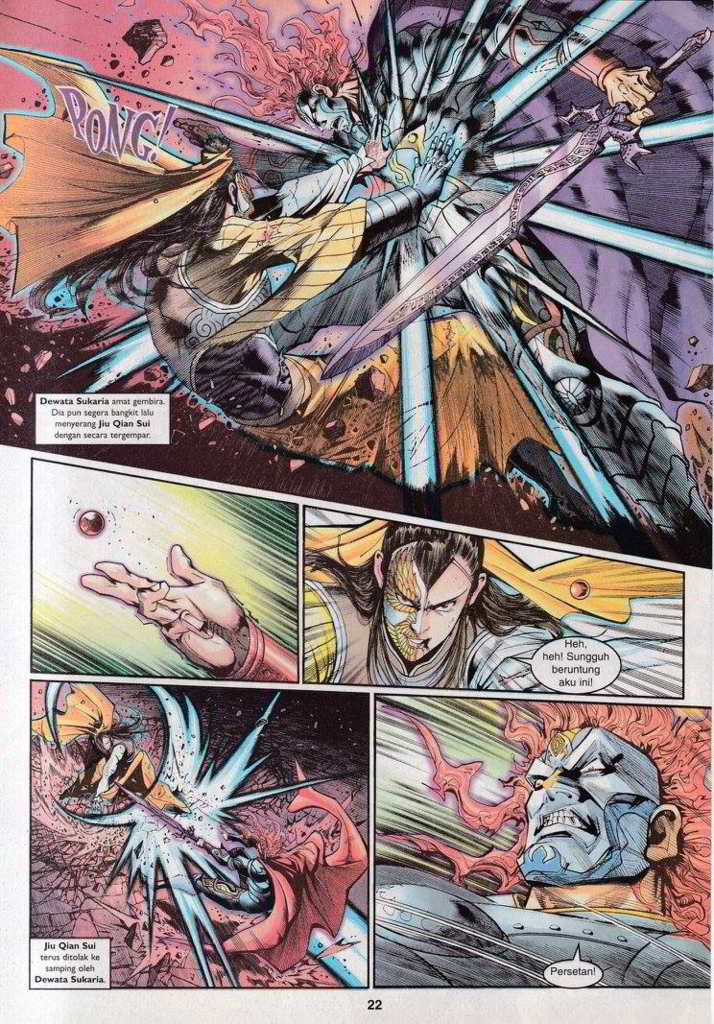 PONG!
Dewata Sukaria amat gembira.
Dia pun segera bangkit lalu
menyerang Jiu Qian Sui
dengan secara tergempar.
Heh,
heh! Sungguh
beruntung
aku ini!
Jiu Qian Sui
terus ditolak ke
samping oleh
Dewata Sukaria.
Persetan!
22